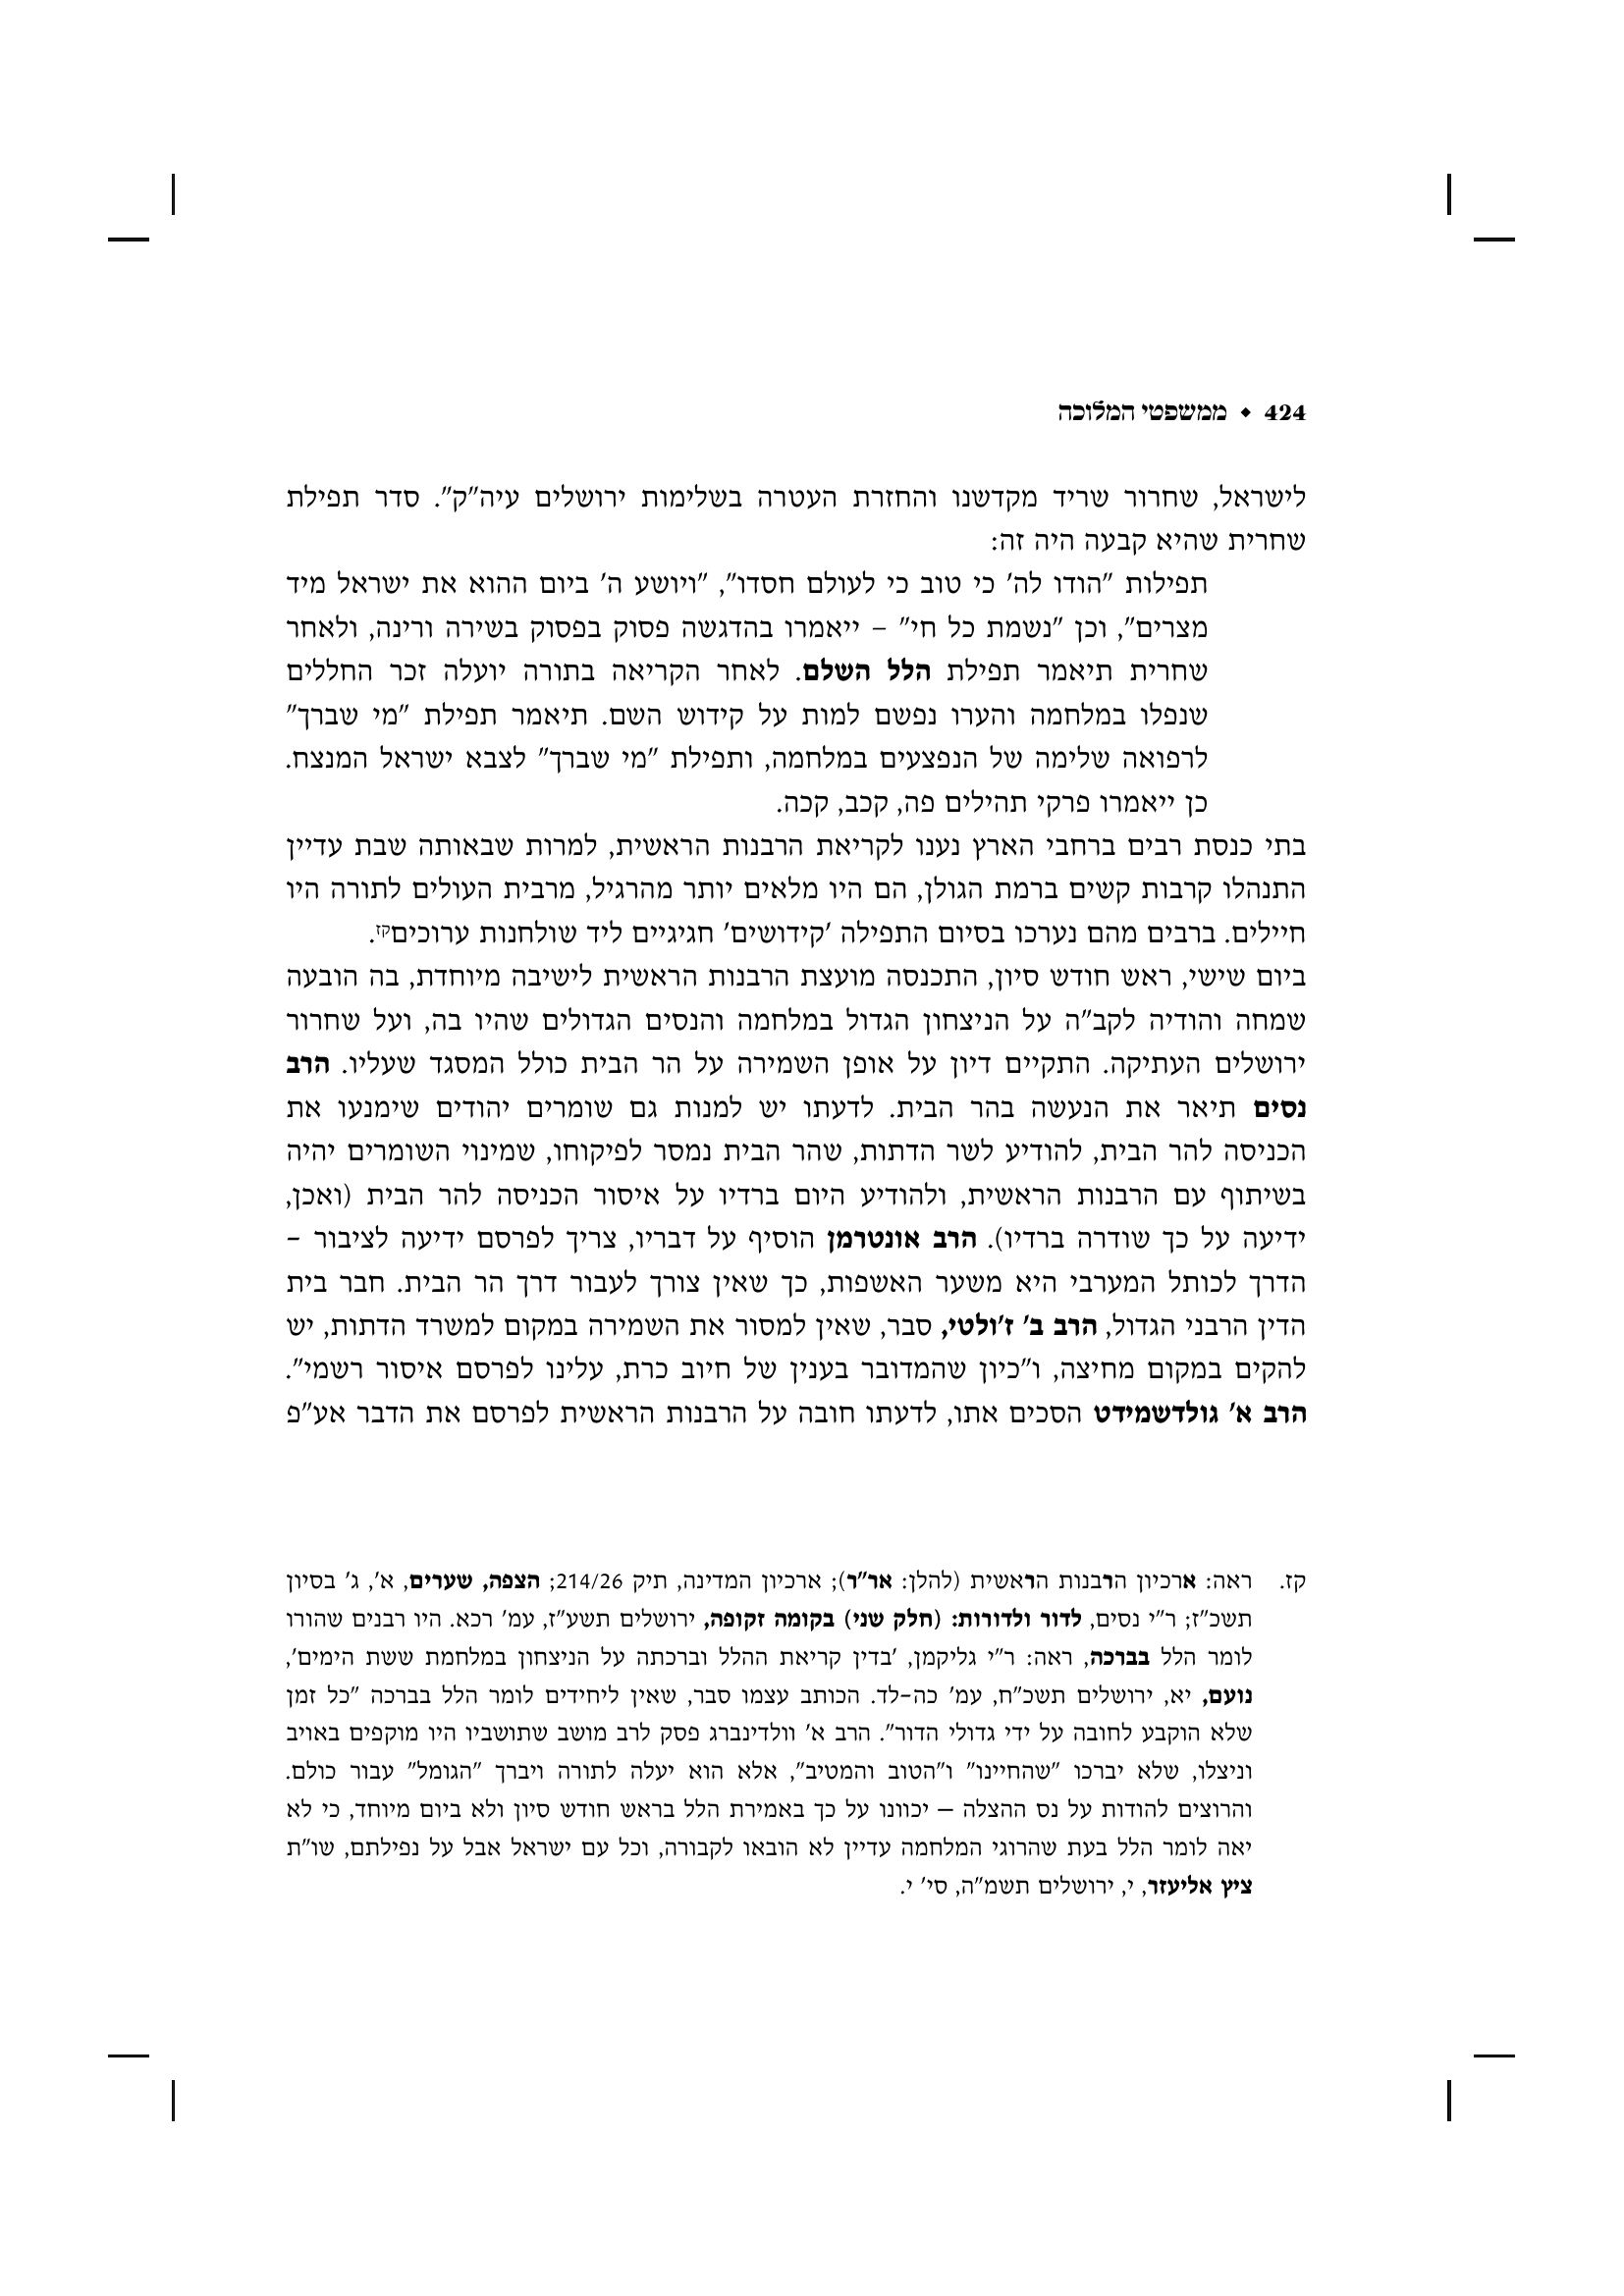 424 ◆ ממשפטי המלוכה
לישראל, שחרור שריד מקדשנו והחזרת העטרה בשלימות ירושלים עיה"ק". סדר תפילת
שחרית שהיא קבעה היה זה:
תפילות "הודו לה' כי טוב כי לעולם חסדו", "ויושע ה' ביום ההוא את ישראל מיד
מצרים", וכן "נשמת כל חי" – ייאמרו בהדגשה פסוק בפסוק בשירה ורינה, ולאחר
שחרית תיאמר תפילת הלל השלם. לאחר הקריאה בתורה יועלה זכר החללים
שנפלו במלחמה והערו נפשם למות על קידוש השם. תיאמר תפילת "מי שברך"
לרפואה שלימה של הנפצעים במלחמה, ותפילת "מי שברך" לצבא ישראל המנצח.
כן ייאמרו פרקי תהילים פה, קכב, קכה.
בתי כנסת רבים ברחבי הארץ נענו לקריאת הרבנות הראשית, למרות שבאותה שבת עדיין
התנהלו קרבות קשים ברמת הגולן, הם היו מלאים יותר מהרגיל, מרבית העולים לתורה היו
חיילים. ברבים מהם נערכו בסיום התפילה 'קידושים' חגיגיים ליד שולחנות ערוכיםקז.
ביום שישי, ראש חודש סיון, התכנסה מועצת הרבנות הראשית לישיבה מיוחדת, בה הובעה
שמחה והודיה לקב"ה על הניצחון הגדול במלחמה והנסים הגדולים שהיו בה, ועל שחרור
ירושלים העתיקה. התקיים דיון על אופן השמירה על הר הבית כולל המסגד שעליו. הרב
נסים תיאר את הנעשה בהר הבית. לדעתו יש למנות גם שומרים יהודים שימנעו את
הכניסה להר הבית, להודיע לשר הדתות, שהר הבית נמסר לפיקוחו, שמינוי השומרים יהיה
בשיתוף עם הרבנות הראשית, ולהודיע היום ברדיו על איסור הכניסה להר הבית (ואכן,
ידיעה על כך שודרה ברדיו). הרב אונטרמן הוסיף על דבריו, צריך לפרסם ידיעה לציבור –
הדרך לכותל המערבי היא משער האשפות, כך שאין צורך לעבור דרך הר הבית. חבר בית
הדין הרבני הגדול, הרב ב' ז'ולטי, סבר, שאין למסור את השמירה במקום למשרד הדתות, יש
להקים במקום מחיצה, ו"כיון שהמדובר בענין של חיוב כרת, עלינו לפרסם איסור רשמי".
הרב א' גולדשמידט הסכים אתו, לדעתו חובה על הרבנות הראשית לפרסם את הדבר אע"פ
קז. ראה: ארכיון הרבנות הראשית (להלן: אר"ר); ארכיון המדינה, תיק 214/26; הצפה, שערים, א', ג' בסיון
תשכ"ז; ר"י נסים, לדור ולדורות: (חלק שני) בקומה זקופה, ירושלים תשע"ז, עמ' רכא. היו רבנים שהורו
לומר הלל בברכה, ראה: ר"י גליקמן, 'בדין קריאת ההלל וברכתה על הניצחון במלחמת ששת הימים',
נועם, יא, ירושלים תשכ"ח, עמ' כה–לד. הכותב עצמו סבר, שאין ליחידים לומר הלל בברכה "כל זמן
שלא הוקבע לחובה על ידי גדולי הדור". הרב א' וולדינברג פסק לרב מושב שתושביו היו מוקפים באויב
וניצלו, שלא יברכו "שהחיינו" ו"הטוב והמטיב", אלא הוא יעלה לתורה ויברך "הגומל" עבור כולם.
והרוצים להודות על נס ההצלה – יכוונו על כך באמירת הלל בראש חודש סיון ולא ביום מיוחד, כי לא
יאה לומר הלל בעת שהרוגי המלחמה עדיין לא הובאו לקבורה, וכל עם ישראל אבל על נפילתם, שו"ת
ציץ אליעזר, י, ירושלים תשמ"ה, סי' י.